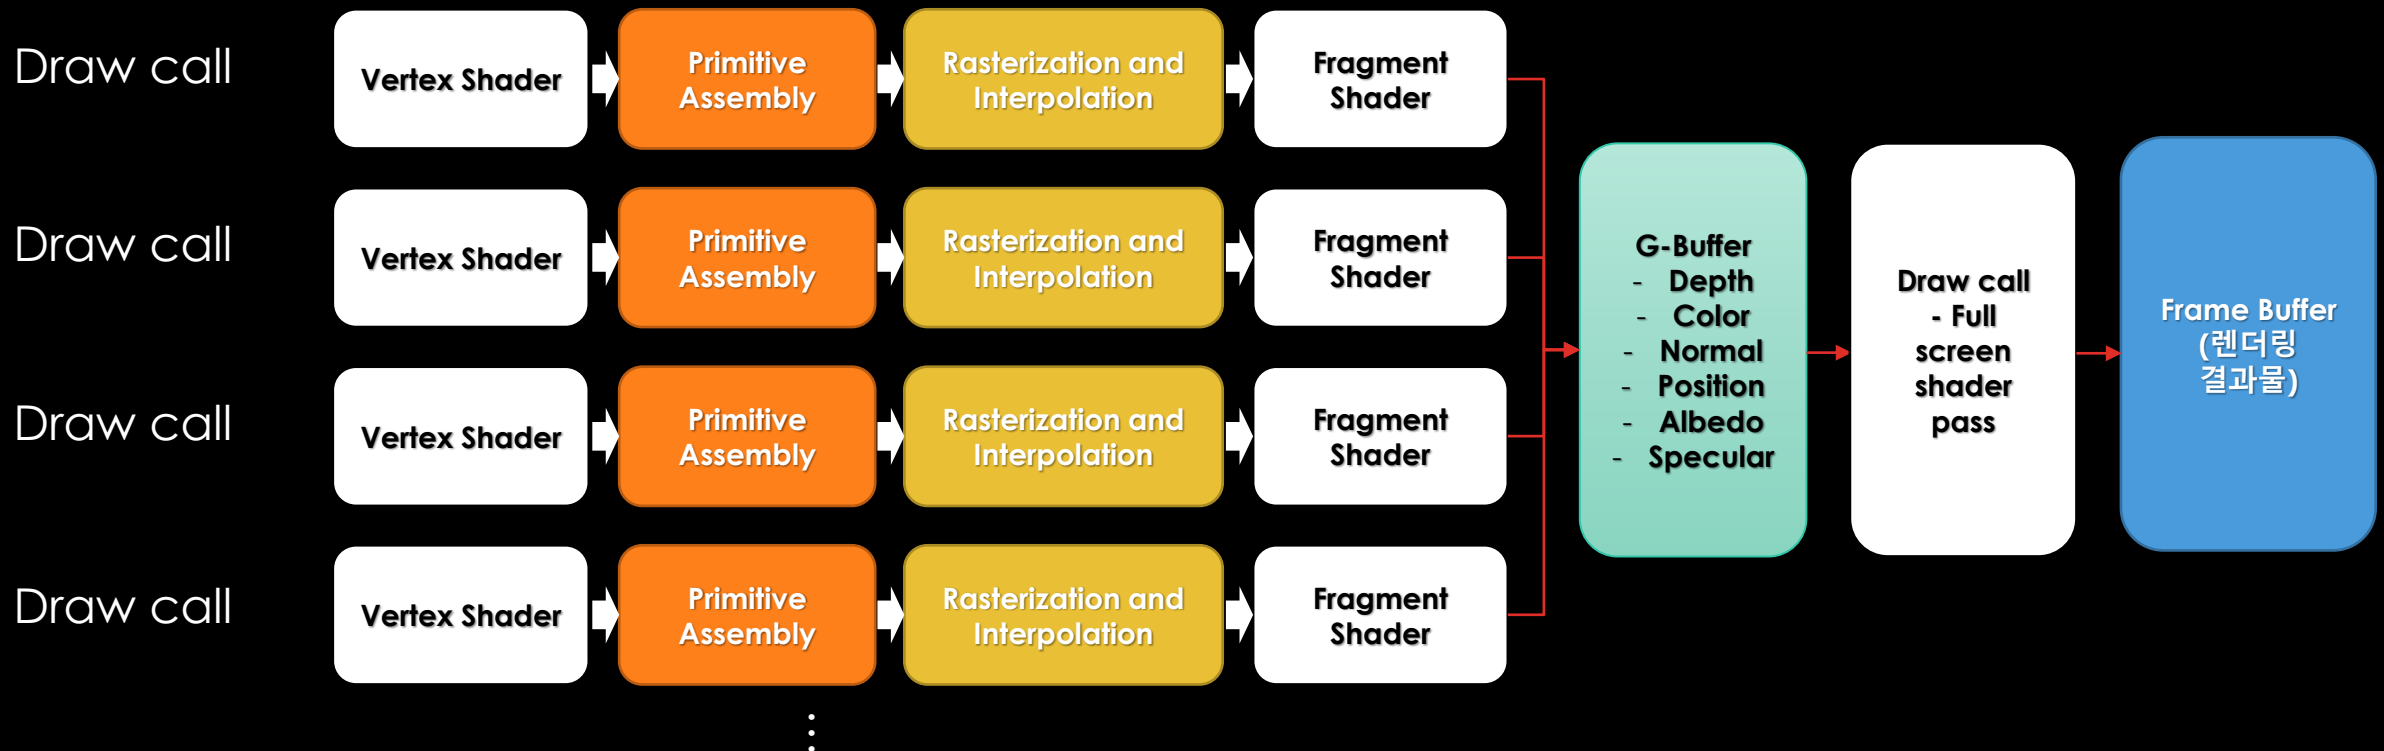 Draw call
Vertex Shader
Primitive
Assembly
Rasterization and
Interpolation
Fragment
Shader
Draw call
Vertex Shader
Primitive
Assembly
Rasterization and
Interpolation
Fragment
Shader
Draw call
Vertex Shader
Primitive
Assembly
Rasterization and
Interpolation
Fragment
Shader
Draw call
Vertex Shader
Primitive
Assembly
Rasterization and
Interpolation
Fragment
Shader
⋮
G-Buffer
- Depth
- Color
- Normal
- Position
- Albedo
- Specular
Draw call
- Full
screen
shader
pass
Frame Buffer
(렌더링
결과물)